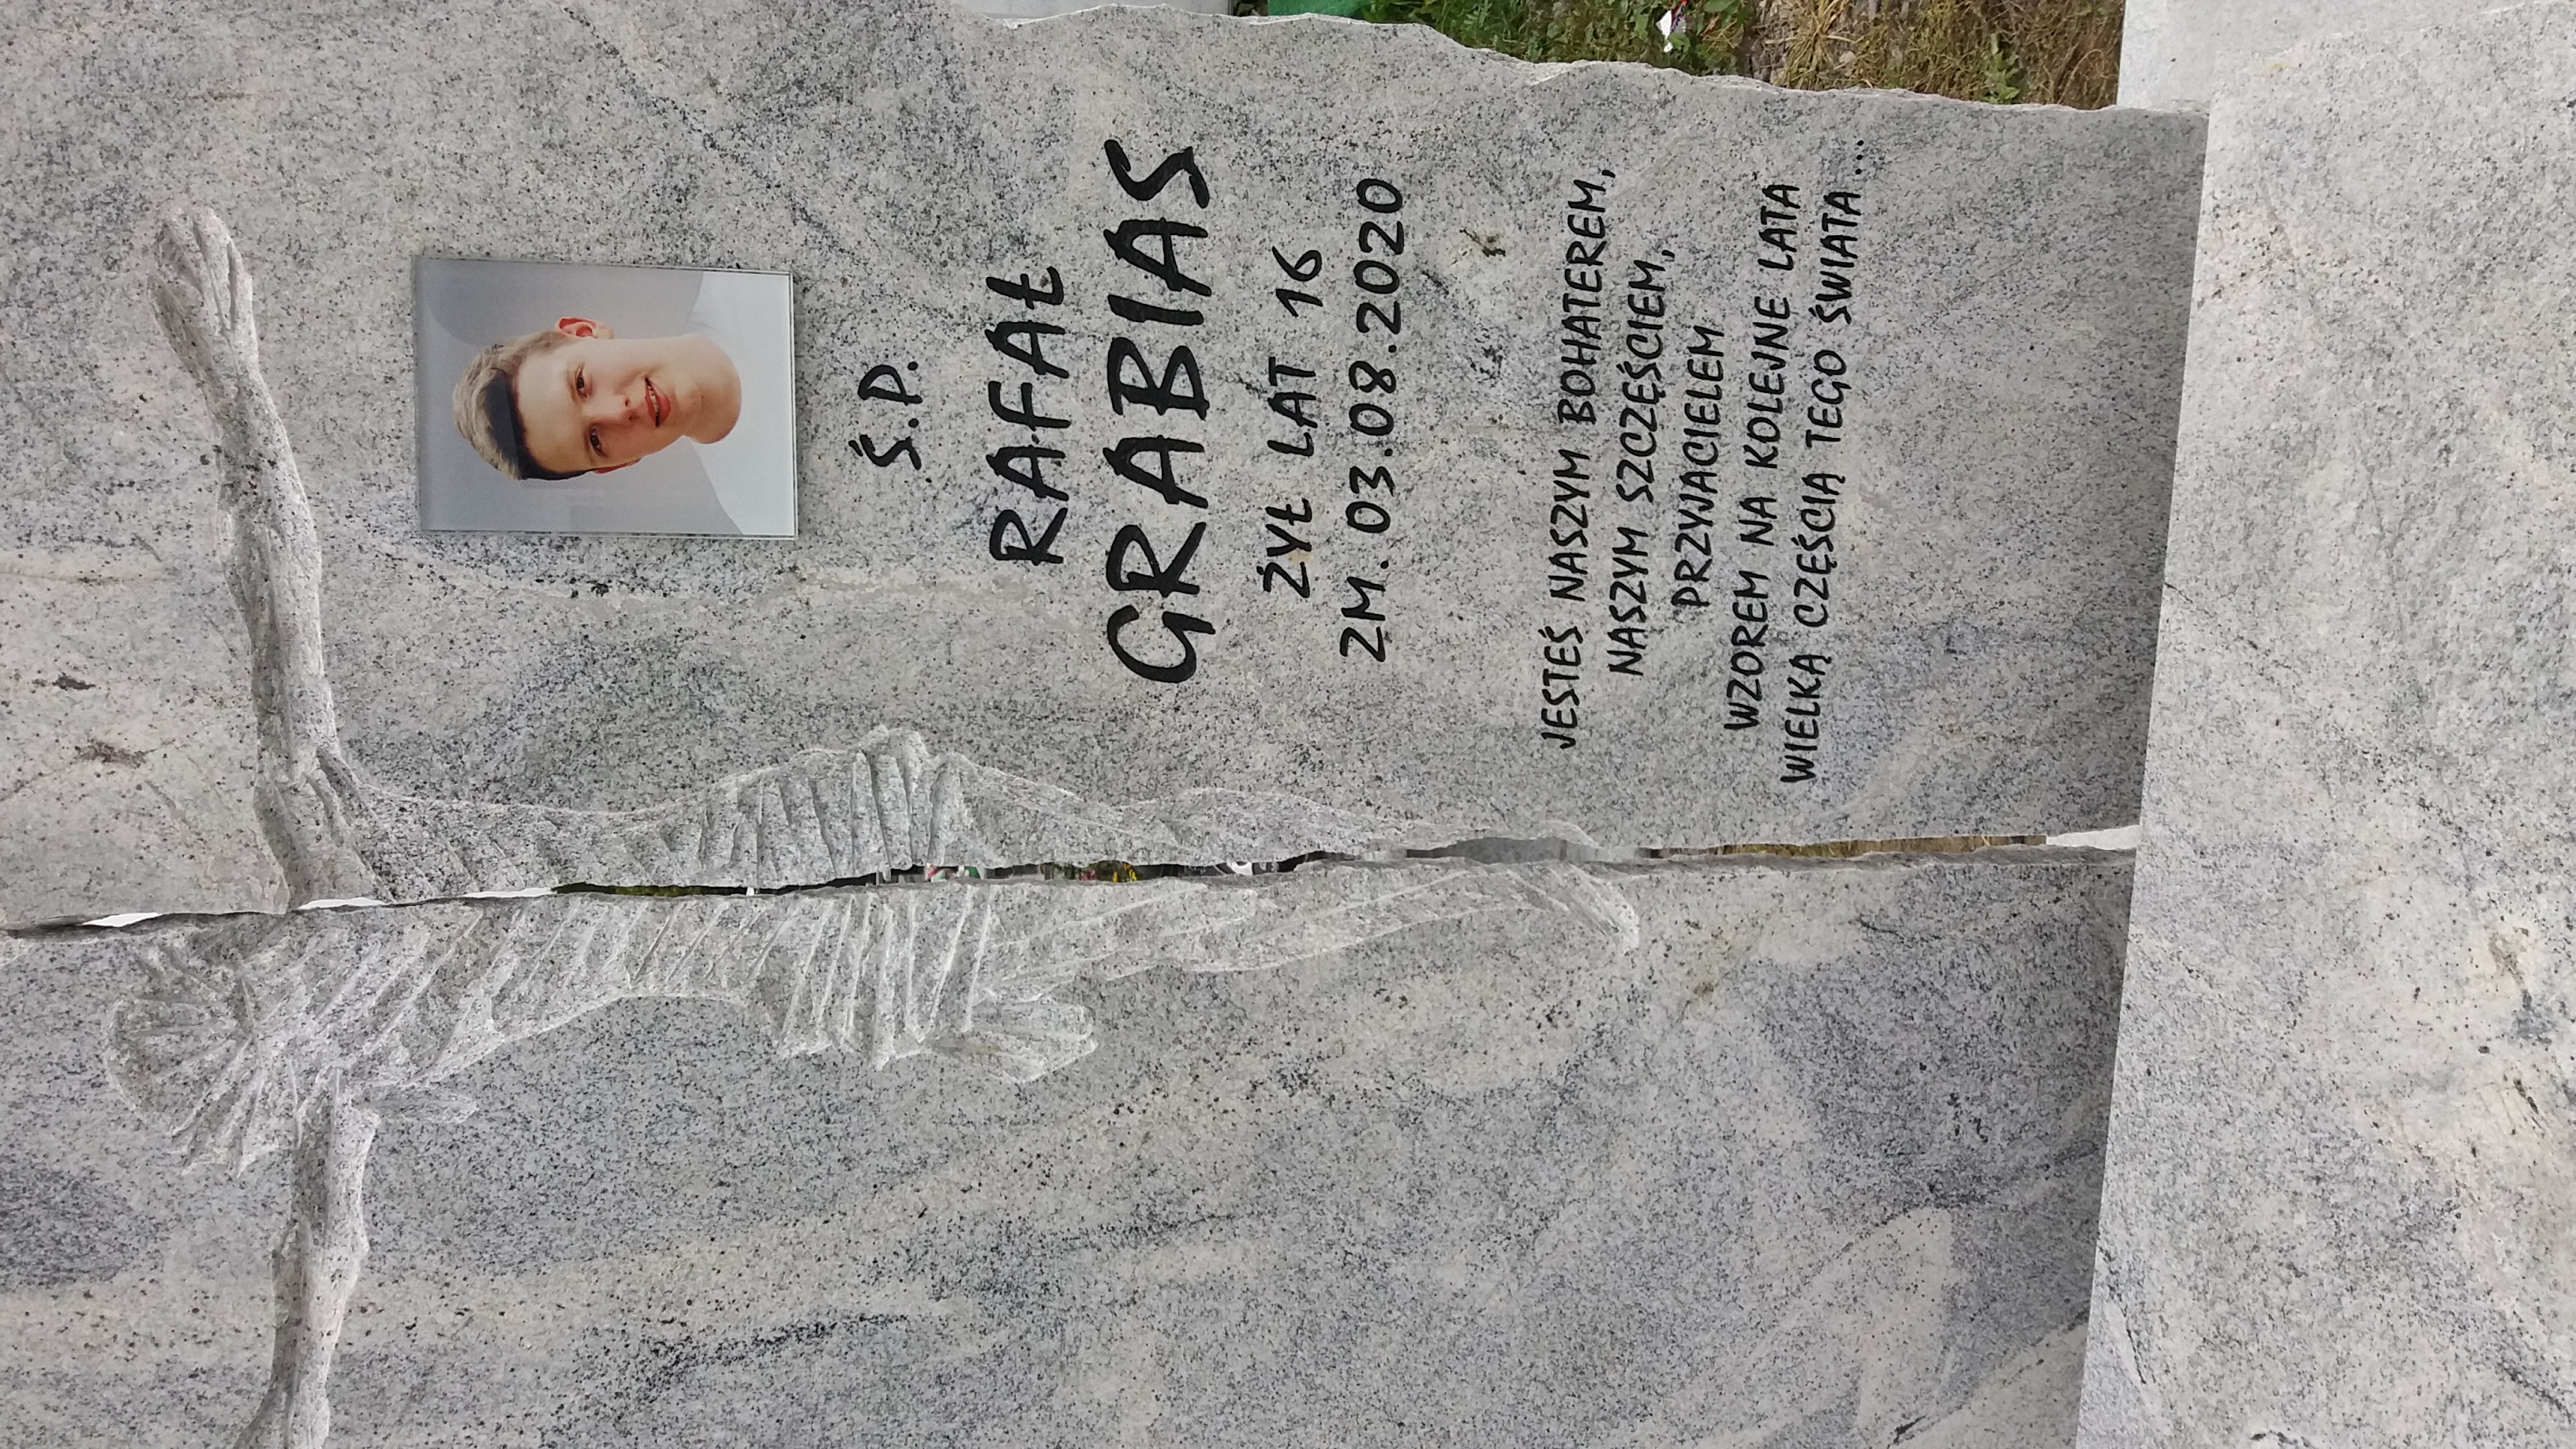 Ś.P.
RAFAŁ
GRABIAS
ŻYŁ LAT 16
ZM. 03.08.2020
JESTEŚ NASZYM BOHATEREM,
NASZYM SZCZĘŚCIEM,
PRZYJACIELEM
WZOREM NA KOLEJNE LATA
WIELKĄ CZĘŚCIĄ TEGO ŚWIATA ...